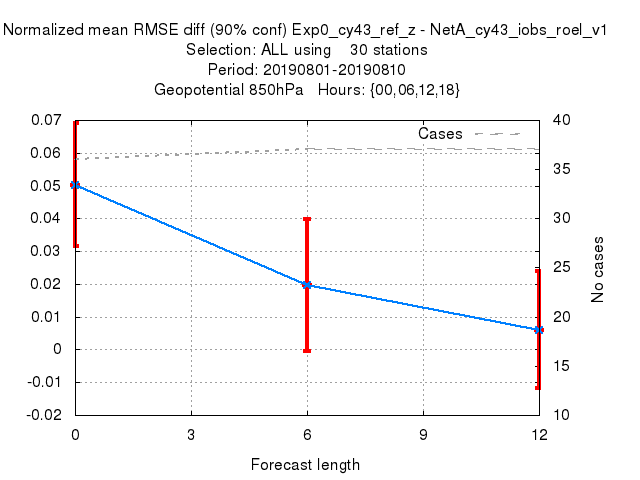 Normalized mean RMSE diff (90% conf) Exp0_cy43_ref_z - NetA_cy43_iobs_roel_v1
Selection: ALL using    30 stations
Period: 20190801-20190810
Geopotential 850hPa   Hours: {00,06,12,18}
Cases
0.07
0.06
0.05
0.04
0.03
0.02
0.01
0
-0.01
-0.02
40
35
30
25
20
15
10
No cases
0 3 6 9 12
Forecast length